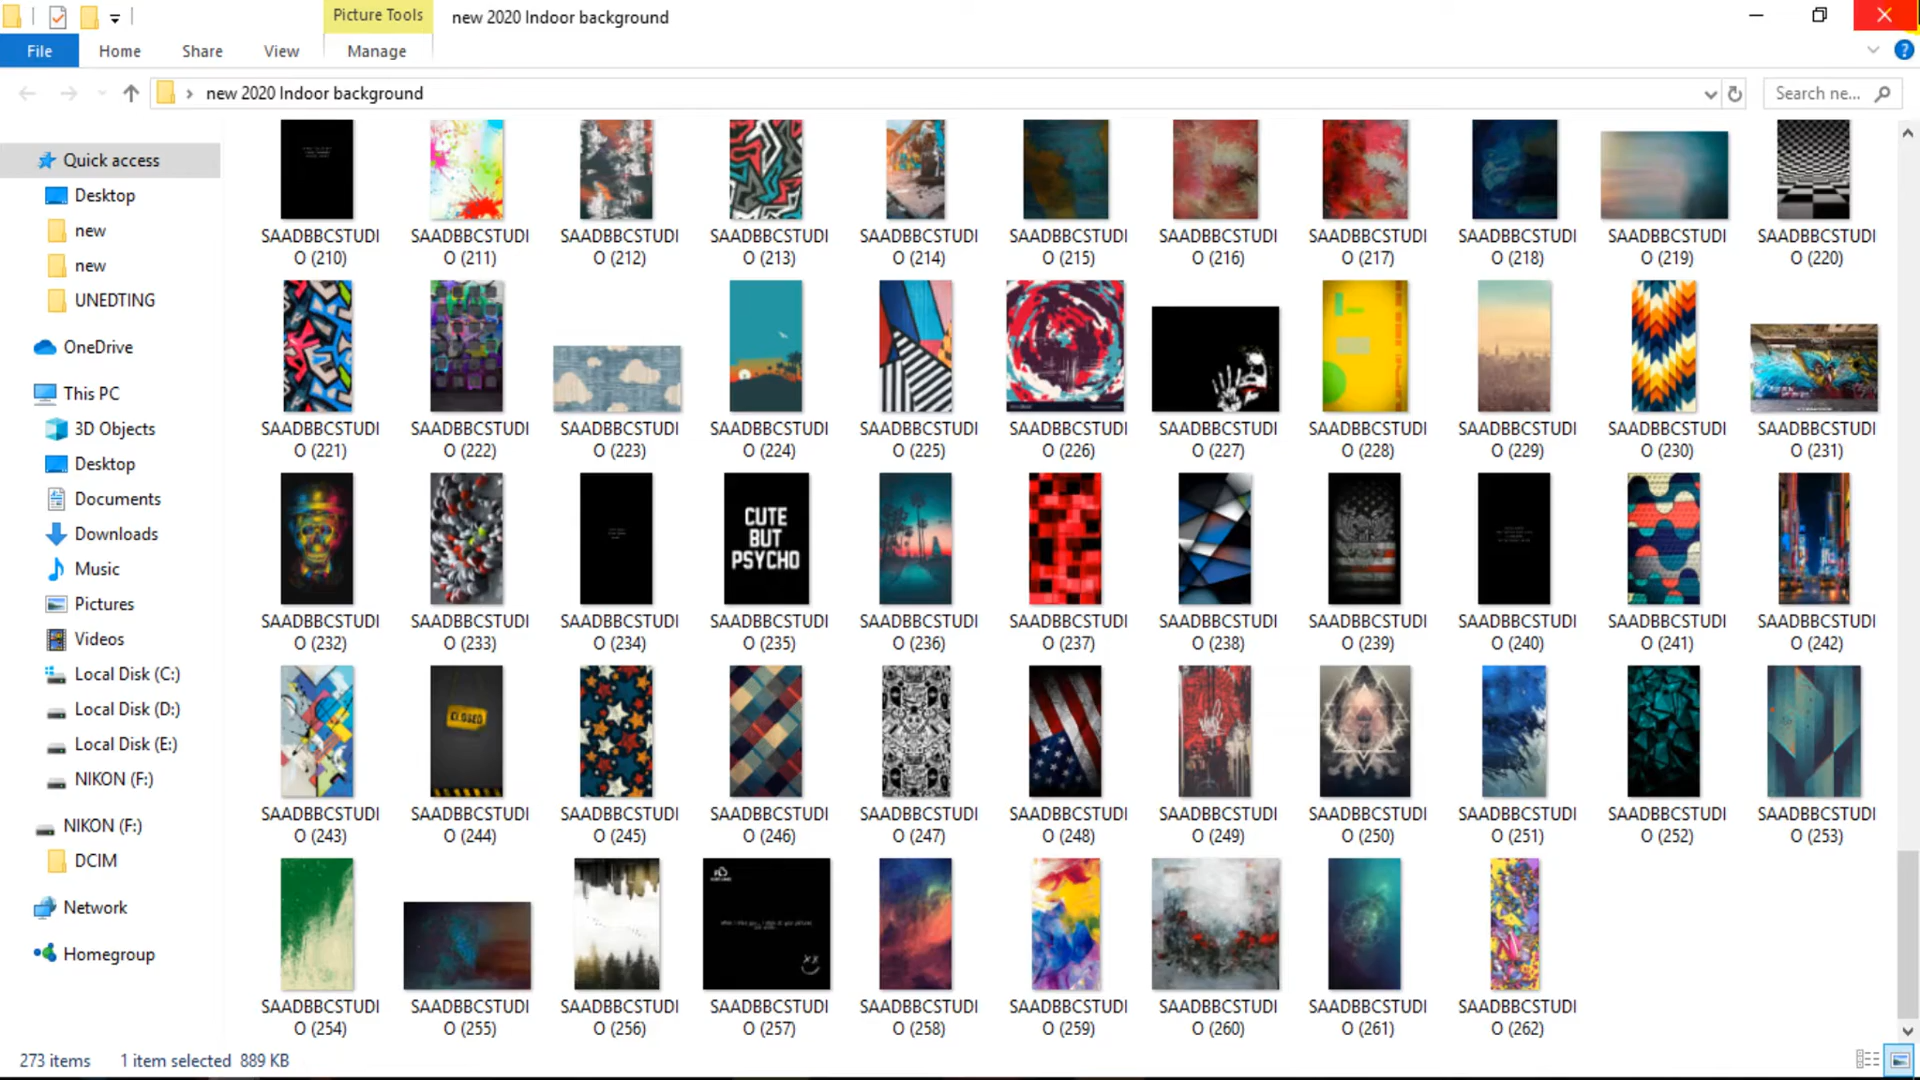 Picture Tools
new 2020 Indoor background
File
Home
Share
View
Manage
?
new 2020 Indoor background
Search ne...
Quick access
Desktop
new
new
UNEDTING
OneDrive
This PC
3D Objects
Desktop
Documents
Downloads
Music
Pictures
Videos
Local Disk (C:)
Local Disk (D:)
Local Disk (E:)
NIKON (F:)
NIKON (F:)
DCIM
Network
Homegroup
SAADBBCSTUDI
O (210)
SAADBBCSTUDI
O (211)
SAADBBCSTUDI
O (212)
SAADBBCSTUDI
O (213)
SAADBBCSTUDI
O (214)
SAADBBCSTUDI
O (215)
SAADBBCSTUDI
O (216)
SAADBBCSTUDI
O (217)
SAADBBCSTUDI
O (218)
SAADBBCSTUDI
O (219)
SAADBBCSTUDI
O (220)
SAADBBCSTUDI
O (221)
SAADBBCSTUDI
O (222)
SAADBBCSTUDI
O (223)
SAADBBCSTUDI
O (224)
SAADBBCSTUDI
O (225)
SAADBBCSTUDI
O (226)
SAADBBCSTUDI
O (227)
SAADBBCSTUDI
O (228)
SAADBBCSTUDI
O (229)
SAADBBCSTUDI
O (230)
SAADBBCSTUDI
O (231)
CUTE
BUT
PSYCHO
SAADBBCSTUDI
O (232)
SAADBBCSTUDI
O (233)
SAADBBCSTUDI
O (234)
SAADBBCSTUDI
O (235)
SAADBBCSTUDI
O (236)
SAADBBCSTUDI
O (237)
SAADBBCSTUDI
O (238)
SAADBBCSTUDI
O (239)
SAADBBCSTUDI
O (240)
SAADBBCSTUDI
O (241)
SAADBBCSTUDI
O (242)
CLOSED
SAADBBCSTUDI
O (243)
SAADBBCSTUDI
O (244)
SAADBBCSTUDI
O (245)
SAADBBCSTUDI
O (246)
SAADBBCSTUDI
O (247)
SAADBBCSTUDI
O (248)
SAADBBCSTUDI
O (249)
SAADBBCSTUDI
O (250)
SAADBBCSTUDI
O (251)
SAADBBCSTUDI
O (252)
SAADBBCSTUDI
O (253)
SAADBBCSTUDI
O (254)
SAADBBCSTUDI
O (255)
SAADBBCSTUDI
O (256)
SAADBBCSTUDI
O (257)
SAADBBCSTUDI
O (258)
SAADBBCSTUDI
O (259)
SAADBBCSTUDI
O (260)
SAADBBCSTUDI
O (261)
SAADBBCSTUDI
O (262)
273 items
1 item selected 889 KB